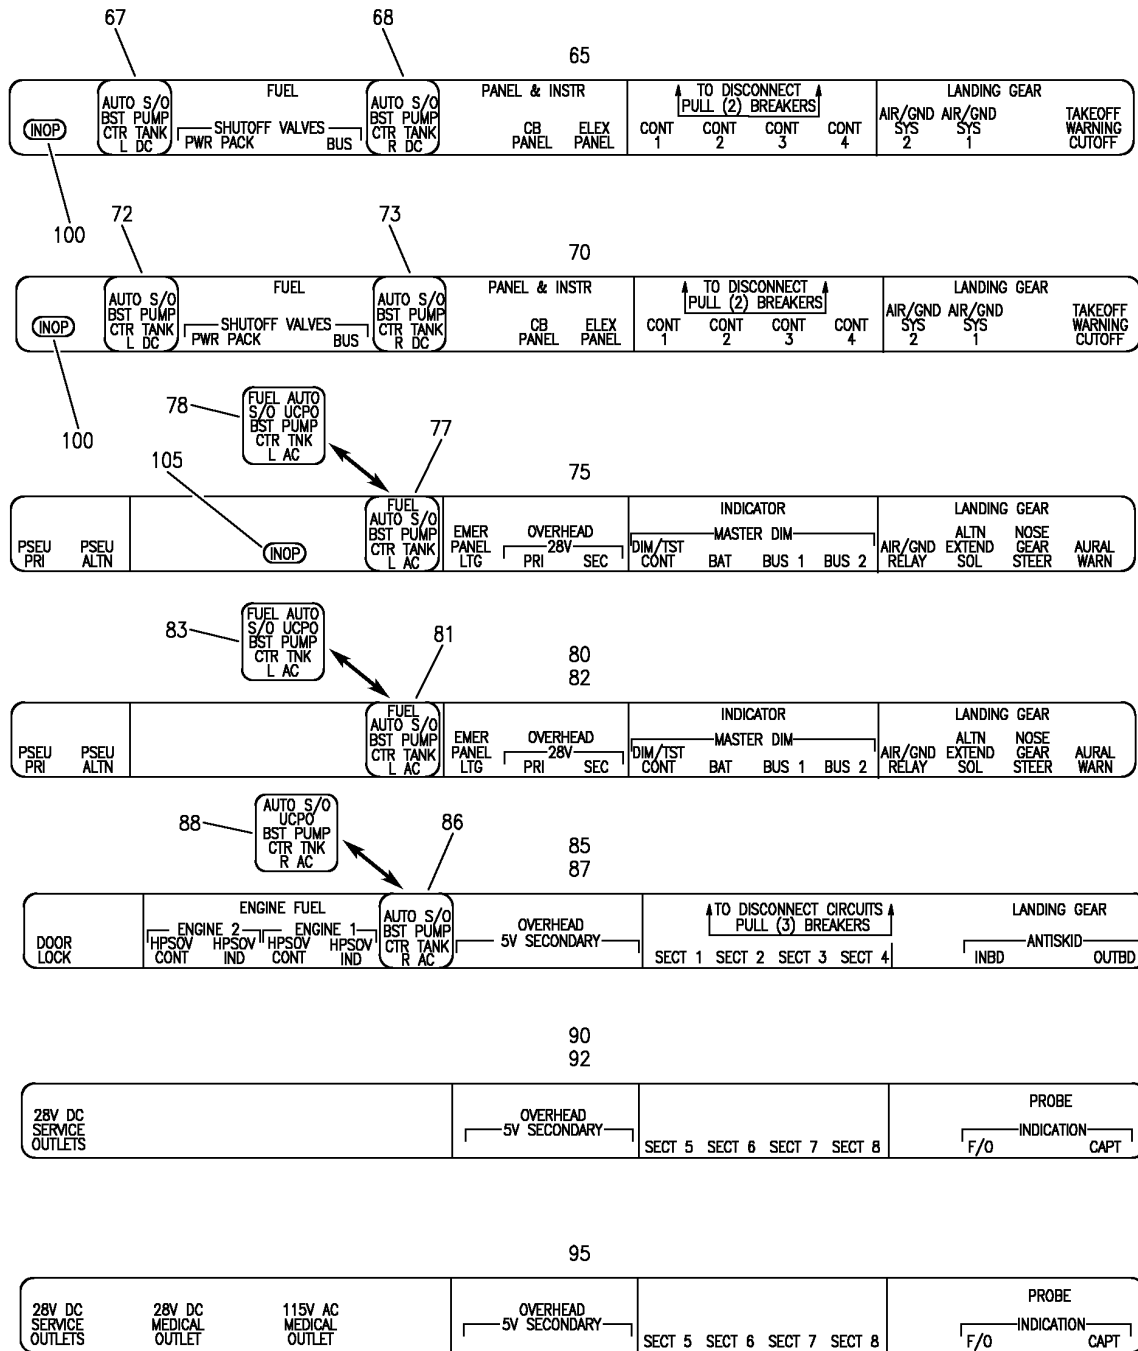 67
68
65
INOP
AUTO S/O
BST PUMP
CTR TANK
L DC
FUEL
SHUTOFF VALVES
PWR PACK
BUS
AUTO S/O
BST PUMP
CTR TANK
R DC
PANEL & INSTR
CB
PANEL
ELEX
PANEL
TO DISCONNECT
PULL (2) BREAKERS
CONT
1
CONT
2
CONT
3
CONT
4
LANDING GEAR
AIR/GND
SYS
2
AIR/GND
SYS
1
TAKEOFF
WARNING
CUTOFF
100
72
73
70
INOP
AUTO S/O
BST PUMP
CTR TANK
L DC
FUEL
SHUTOFF VALVES
PWR PACK
BUS
AUTO S/O
BST PUMP
CTR TANK
R DC
PANEL & INSTR
CB
PANEL
ELEX
PANEL
TO DISCONNECT
PULL (2) BREAKERS
CONT
1
CONT
2
CONT
3
CONT
4
LANDING GEAR
AIR/GND
SYS
2
AIR/GND
SYS
1
TAKEOFF
WARNING
CUTOFF
100
78
FUEL AUTO
S/O UCPO
BST PUMP
CTR TNK
L AC
77
105
75
PSEU
PRI
PSEU
ALTN
INOP
FUEL
AUTO S/O
BST PUMP
CTR TANK
L AC
EMER
PANEL
LTG
OVERHEAD
28V
PRI
SEC
INDICATOR
MASTER DIM
DIM/TST
CONT
BAT
BUS 1
BUS 2
LANDING GEAR
AIR/GND
RELAY
ALTN
EXTEND
SOL
NOSE
GEAR
STEER
AURAL
WARN
83
FUEL AUTO
S/O UCPO
BST PUMP
CTR TNK
L AC
81
80
82
PSEU
PRI
PSEU
ALTN
FUEL
AUTO S/O
BST PUMP
CTR TANK
L AC
EMER
PANEL
LTG
OVERHEAD
28V
PRI
SEC
INDICATOR
MASTER DIM
DIM/TST
CONT
BAT
BUS 1
BUS 2
LANDING GEAR
AIR/GND
RELAY
ALTN
EXTEND
SOL
NOSE
GEAR
STEER
AURAL
WARN
88
AUTO S/O
UCPO
BST PUMP
CTR TNK
R AC
86
85
87
DOOR
LOCK
ENGINE FUEL
ENGINE 2
ENGINE 1
HPSOV
CONT
HPSOV
IND
HPSOV
CONT
HPSOV
IND
AUTO S/O
BST PUMP
CTR TANK
R AC
OVERHEAD
5V SECONDARY
TO DISCONNECT CIRCUITS
PULL (3) BREAKERS
SECT 1
SECT 2
SECT 3
SECT 4
LANDING GEAR
ANTISKID
INBD
OUTBD
90
92
28V DC
SERVICE
OUTLETS
OVERHEAD
5V SECONDARY
SECT 5
SECT 6
SECT 7
SECT 8
PROBE
INDICATION
F/O
CAPT
95
28V DC
SERVICE
OUTLETS
28V DC
MEDICAL
OUTLET
115V AC
MEDICAL
OUTLET
OVERHEAD
5V SECONDARY
SECT 5
SECT 6
SECT 7
SECT 8
PROBE
INDICATION
F/O
CAPT